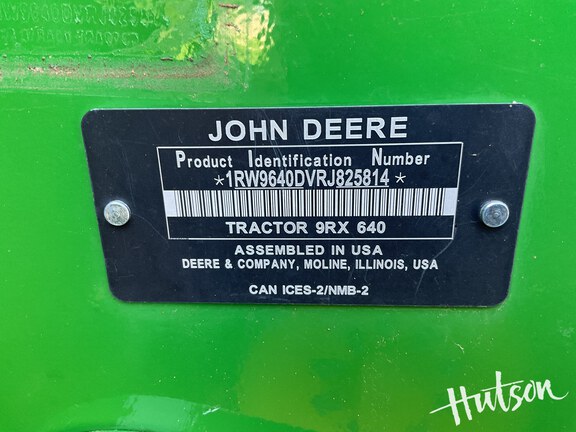 JOHN DEERE
Product Identification Number
*1RW9640DVRJ825814*
TRACTOR 9RX 640
ASSEMBLED IN USA
DEERE & COMPANY, MOLINE, ILLINOIS, USA
CAN ICES-2/NMB-2
Hutson